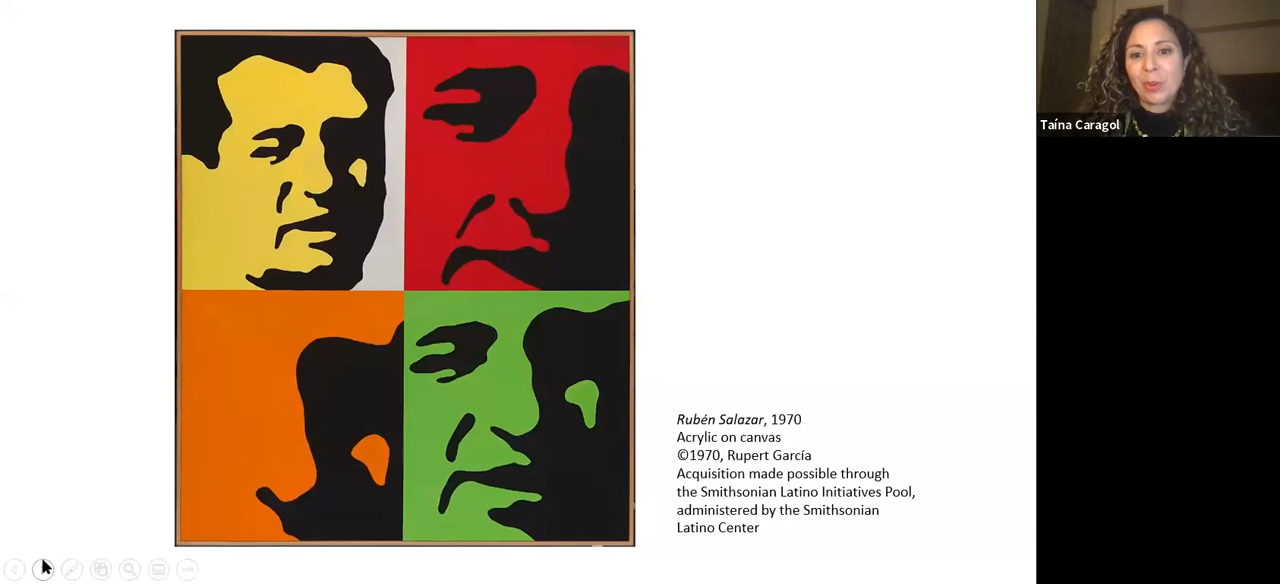 Taína Caragol
Rubén Salazar, 1970
Acrylic on canvas
©1970, Rupert García
Acquisition made possible through
the Smithsonian Latino Initiatives Pool,
administered by the Smithsonian
Latino Center